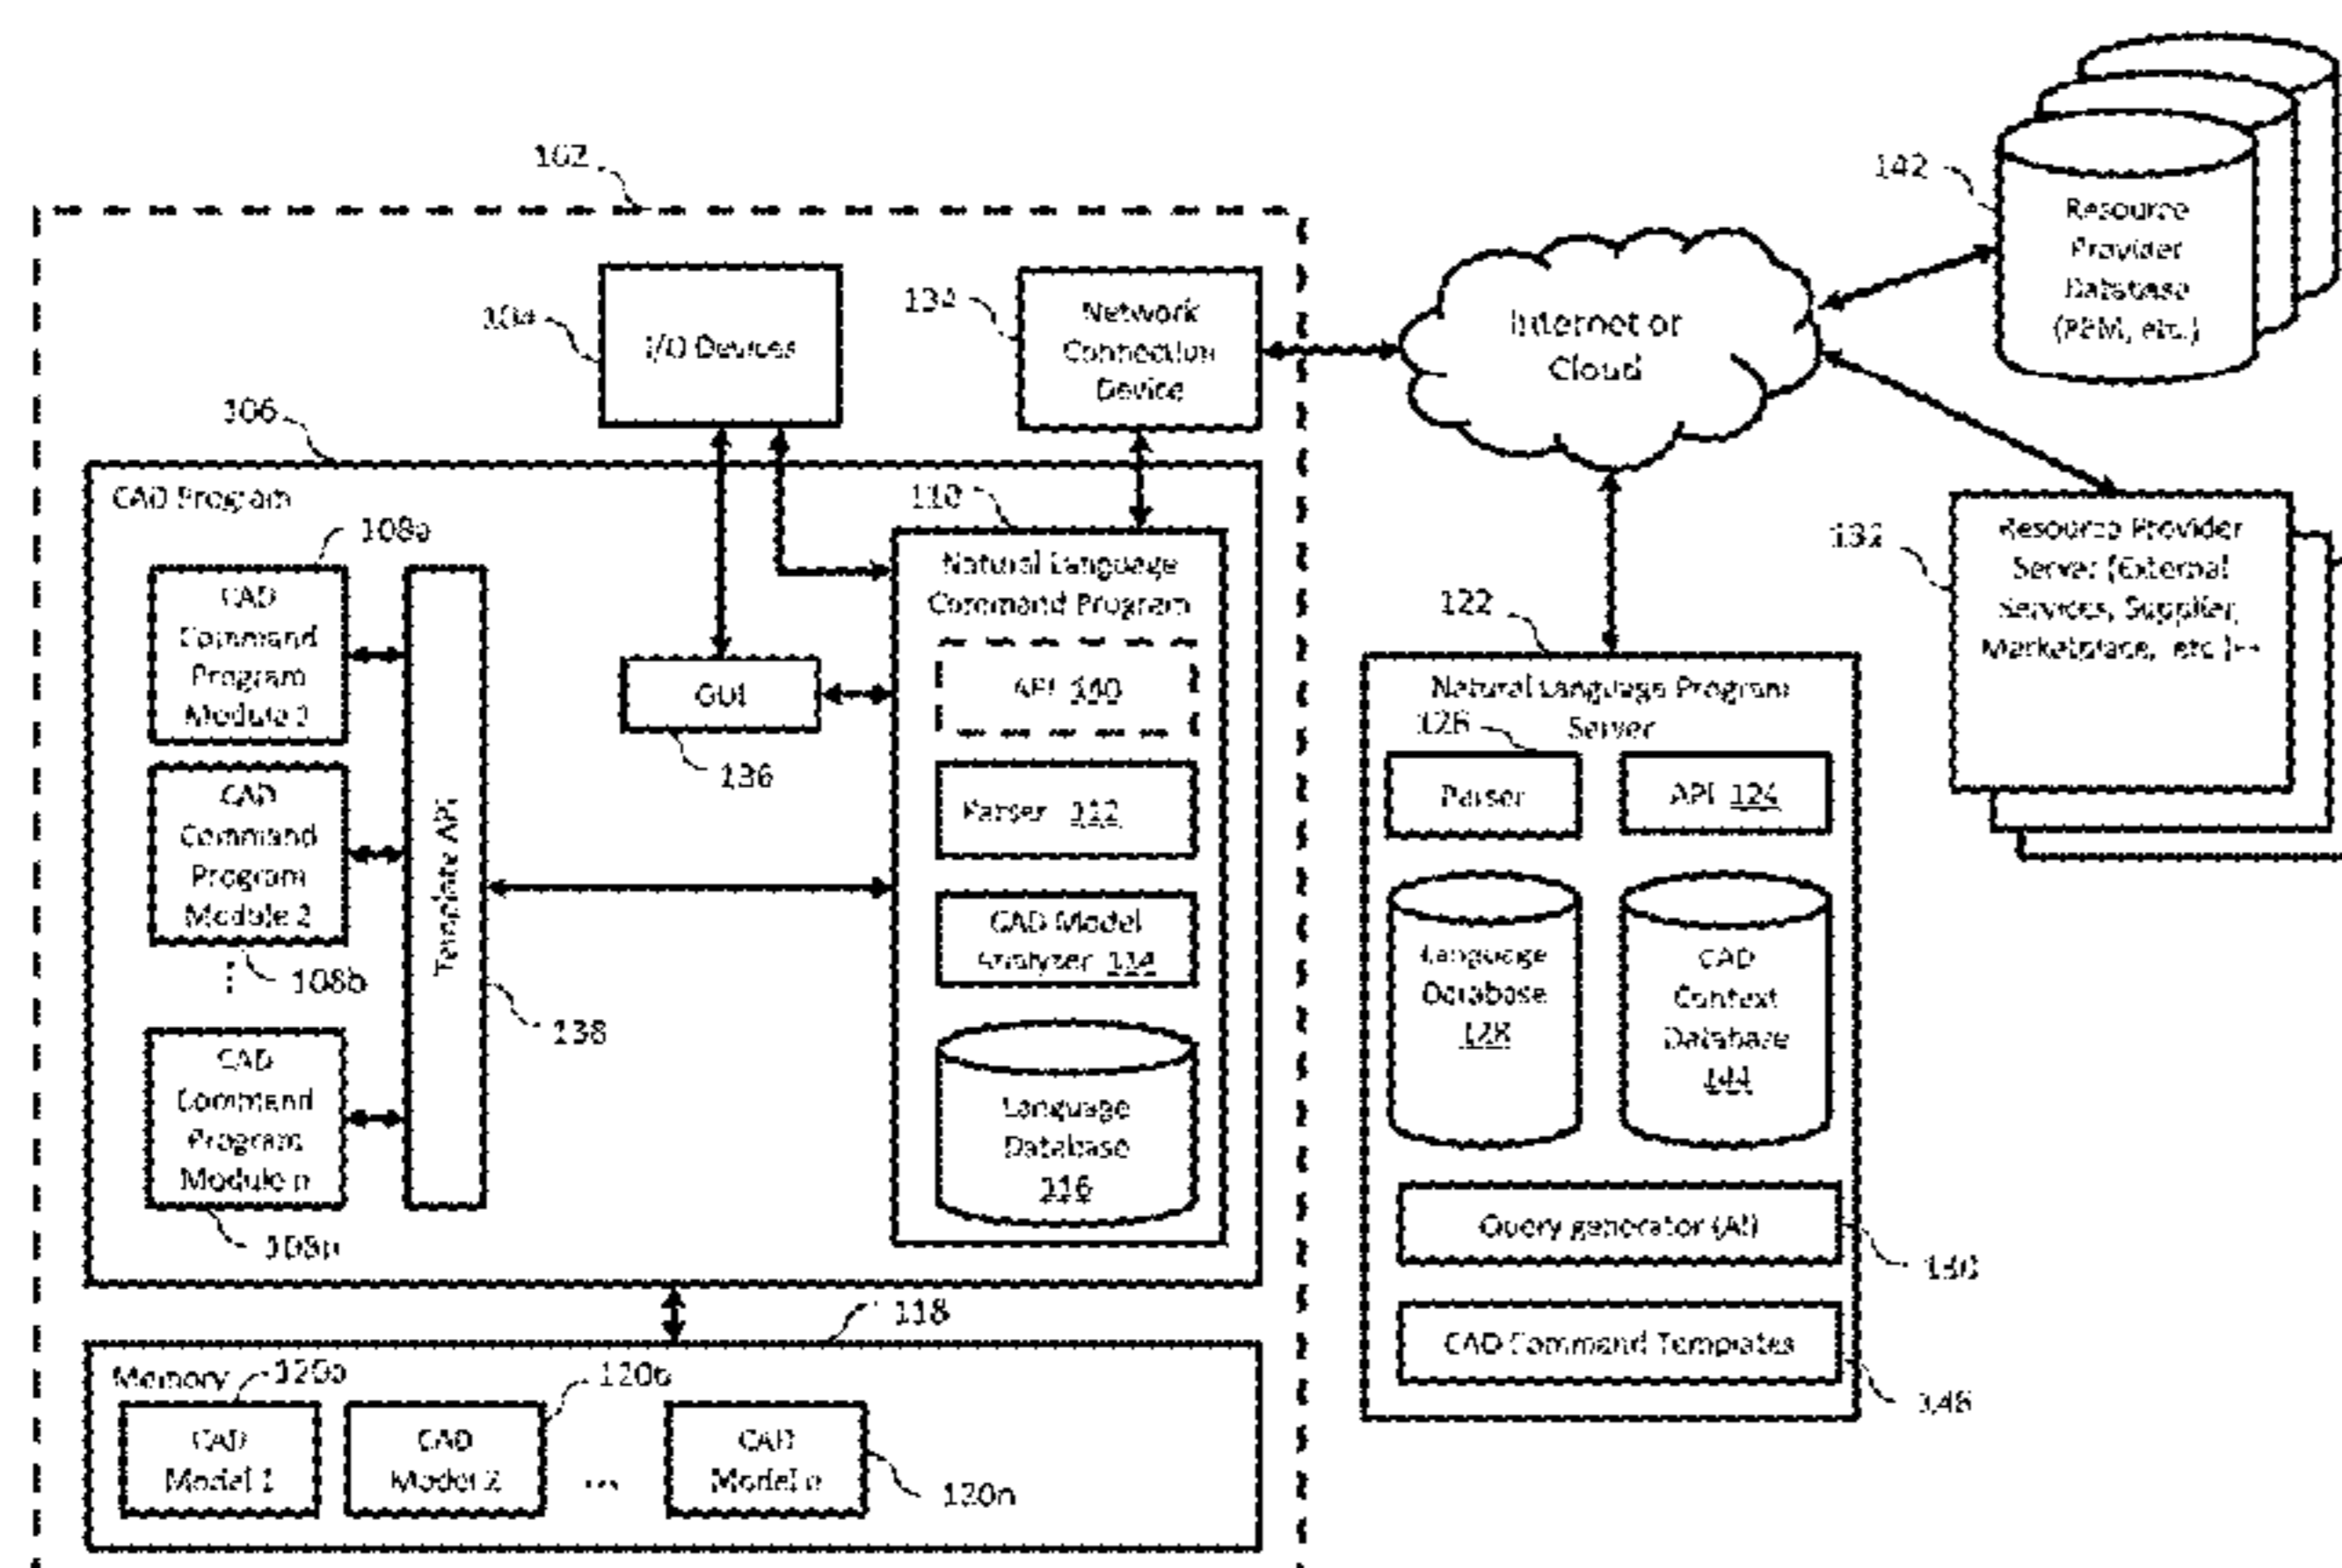 102
142
Resource
Provider
Database
104
I/O Devices
134
Network
Connection
Device
Internet or
Cloud
106
CAD Program
108a
CAD
Command
Program
Module 1
CAD
Command
Program
Module 2
108b
⋮
CAD
Command
Program
Module n
108n
Template API
138
GUI
136
110
Natural Language
Command Program
API 140
Parser 112
CAD Model
Analyzer 114
Language
Database
116
132
Resource Provider
Server (External
Services, Supplier,
Marketplace, etc.)
122
Natural Language Program
Server
126
Parser
API 124
Language
Database
128
CAD
Context
Database
144
Query generator (AI)
130
CAD Command Templates
146
118
Memory
120a
CAD
Model 1
120b
CAD
Model 2
...
CAD
Model n
120n